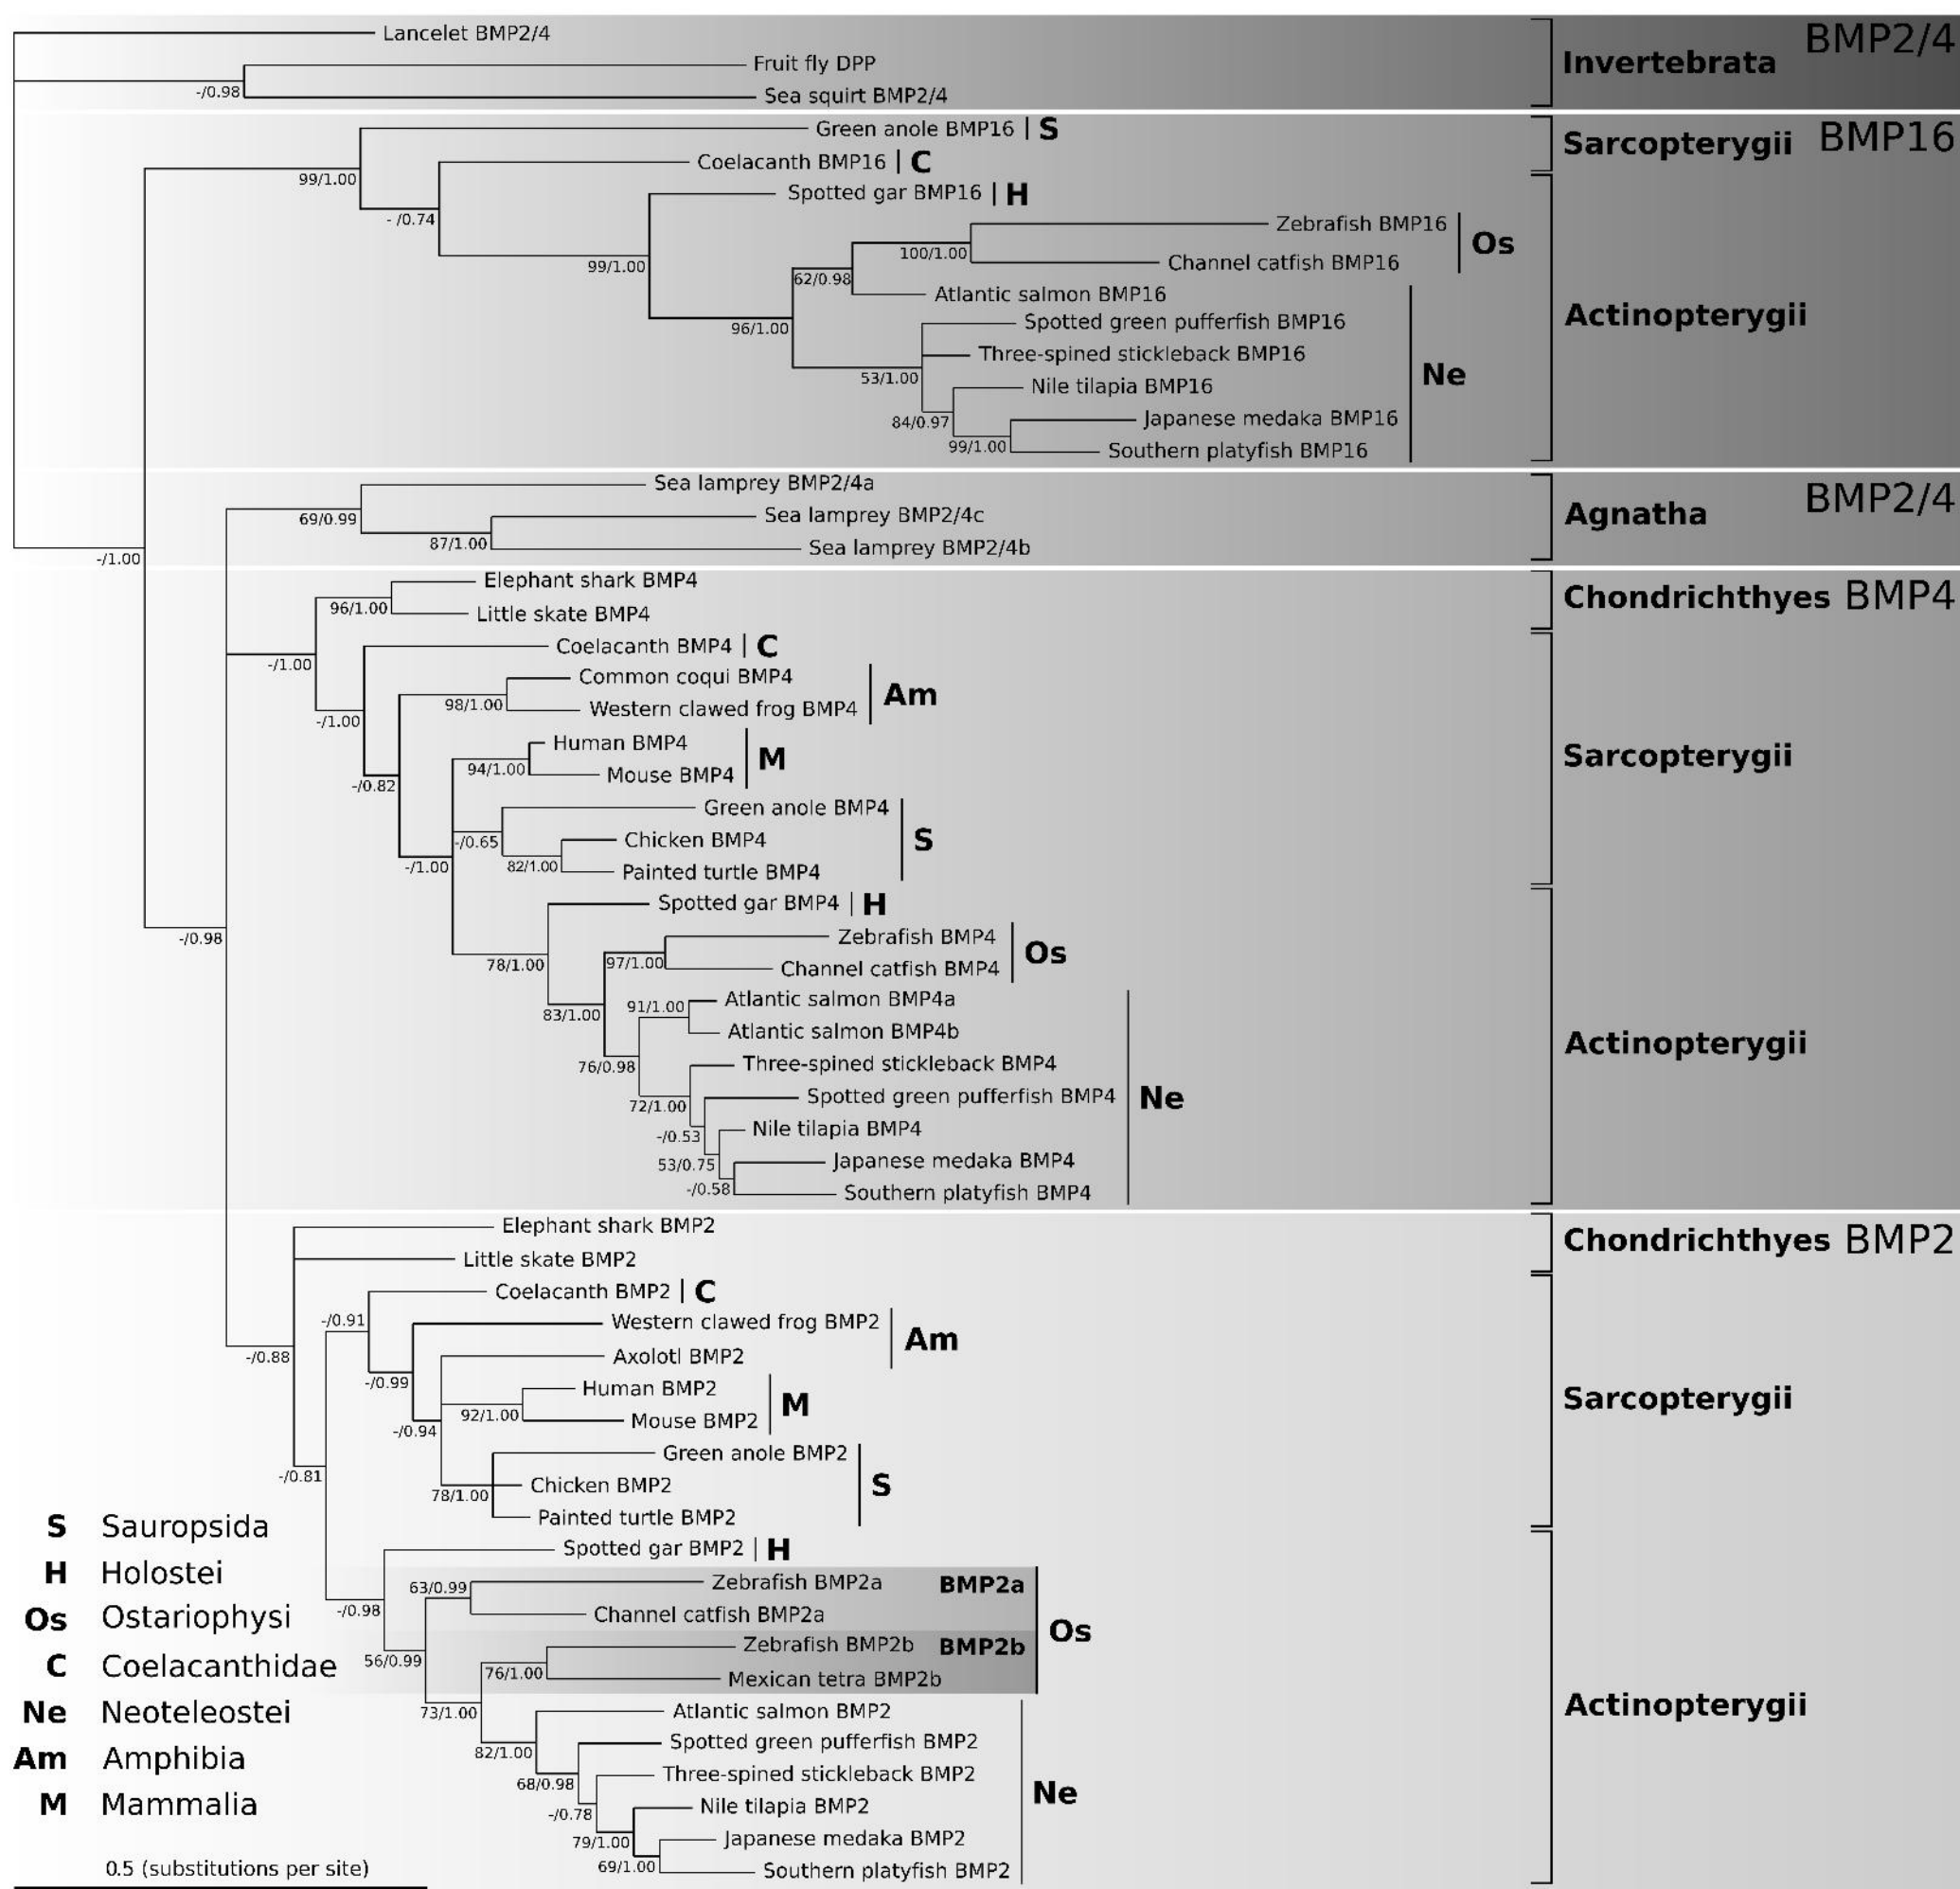 Lancelet BMP2/4
BMP2/4
Fruit fly DPP
Invertebrata
-/0.98
Sea squirt BMP2/4
Green anole BMP16 | S
BMP16
Sarcopterygii
Coelacanth BMP16 | C
99/1.00
Spotted gar BMP16 | H
- /0.74
Zebrafish BMP16
Os
100/1.00
Channel catfish BMP16
99/1.00
62/0.98
Atlantic salmon BMP16
Actinopterygii
Spotted green pufferfish BMP16
96/1.00
Three-spined stickleback BMP16
Ne
53/1.00
Nile tilapia BMP16
84/0.97
Japanese medaka BMP16
99/1.00
Southern platyfish BMP16
Sea lamprey BMP2/4a
BMP2/4
69/0.99
Sea lamprey BMP2/4c
Agnatha
87/1.00
Sea lamprey BMP2/4b
-/1.00
Elephant shark BMP4
Chondrichthyes
BMP4
96/1.00
Little skate BMP4
Coelacanth BMP4 | C
-/1.00
Common coqui BMP4
Am
98/1.00
Western clawed frog BMP4
-/1.00
Human BMP4
M
Sarcopterygii
94/1.00
Mouse BMP4
-/0.82
Green anole BMP4
S
-/0.65
Chicken BMP4
82/1.00
-/1.00
Painted turtle BMP4
Spotted gar BMP4 | H
-/0.98
Zebrafish BMP4
Os
78/1.00
97/1.00
Channel catfish BMP4
Atlantic salmon BMP4a
91/1.00
83/1.00
Atlantic salmon BMP4b
Actinopterygii
76/0.98
Three-spined stickleback BMP4
Ne
72/1.00
Spotted green pufferfish BMP4
-/0.53
Nile tilapia BMP4
53/0.75
Japanese medaka BMP4
-/0.58
Southern platyfish BMP4
Elephant shark BMP2
Chondrichthyes
BMP2
Little skate BMP2
Coelacanth BMP2 | C
-/0.91
Western clawed frog BMP2
Am
-/0.88
Axolotl BMP2
-/0.99
Human BMP2
M
Sarcopterygii
92/1.00
Mouse BMP2
-/0.94
Green anole BMP2
S
-/0.81
Chicken BMP2
78/1.00
Painted turtle BMP2
Spotted gar BMP2 | H
63/0.99
Zebrafish BMP2a
BMP2a
-/0.98
Channel catfish BMP2a
Os
Zebrafish BMP2b
BMP2b
56/0.99
76/1.00
Mexican tetra BMP2b
73/1.00
Atlantic salmon BMP2
Actinopterygii
82/1.00
Spotted green pufferfish BMP2
68/0.98
Three-spined stickleback BMP2
Ne
-/0.78
Nile tilapia BMP2
79/1.00
Japanese medaka BMP2
69/1.00
Southern platyfish BMP2
S Sauropsida
H Holostei
Os Ostariophysi
C Coelacanthidae
Ne Neoteleostei
Am Amphibia
M Mammalia
0.5 (substitutions per site)